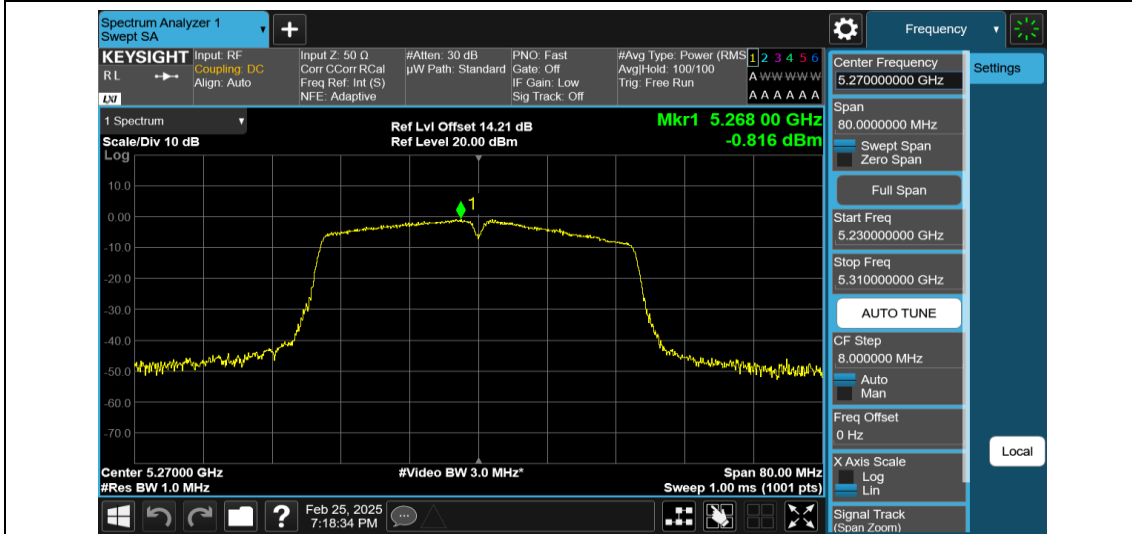 Spectrum Analyzer 1
Swept SA
Frequency
KEYSIGHT
RL
LXI
Input: RF
Coupling: DC
Align: Auto
Input Z: 50 Ω
Corr CCorr RCal
Freq Ref: Int (S)
NFE: Adaptive
#Atten: 30 dB
µW Path: Standard
PNO: Fast
Gate: Off
IF Gain: Low
Sig Track: Off
#Avg Type: Power (RMS
Avg|Hold: 100/100
Trig: Free Run
1 2 3 4 5 6
A W W W W W
A A A A A A
1 Spectrum
Scale/Div 10 dB
Log
Ref Lvl Offset 14.21 dB
Ref Level 20.00 dBm
Mkr1 5.268 00 GHz
-0.816 dBm
10.0
0.00
-10.0
-20.0
-30.0
-40.0
-50.0
-60.0
-70.0
1
Center 5.27000 GHz
#Res BW 1.0 MHz
#Video BW 3.0 MHz*
Span 80.00 MHz
Sweep 1.00 ms (1001 pts)
Feb 25, 2025
7:18:34 PM
Center Frequency
5.270000000 GHz
Span
80.0000000 MHz
Swept Span
Zero Span
Full Span
Start Freq
5.230000000 GHz
Stop Freq
5.310000000 GHz
AUTO TUNE
CF Step
8.000000 MHz
Auto
Man
Freq Offset
0 Hz
X Axis Scale
Log
Lin
Signal Track
(Span Zoom)
Settings
Local